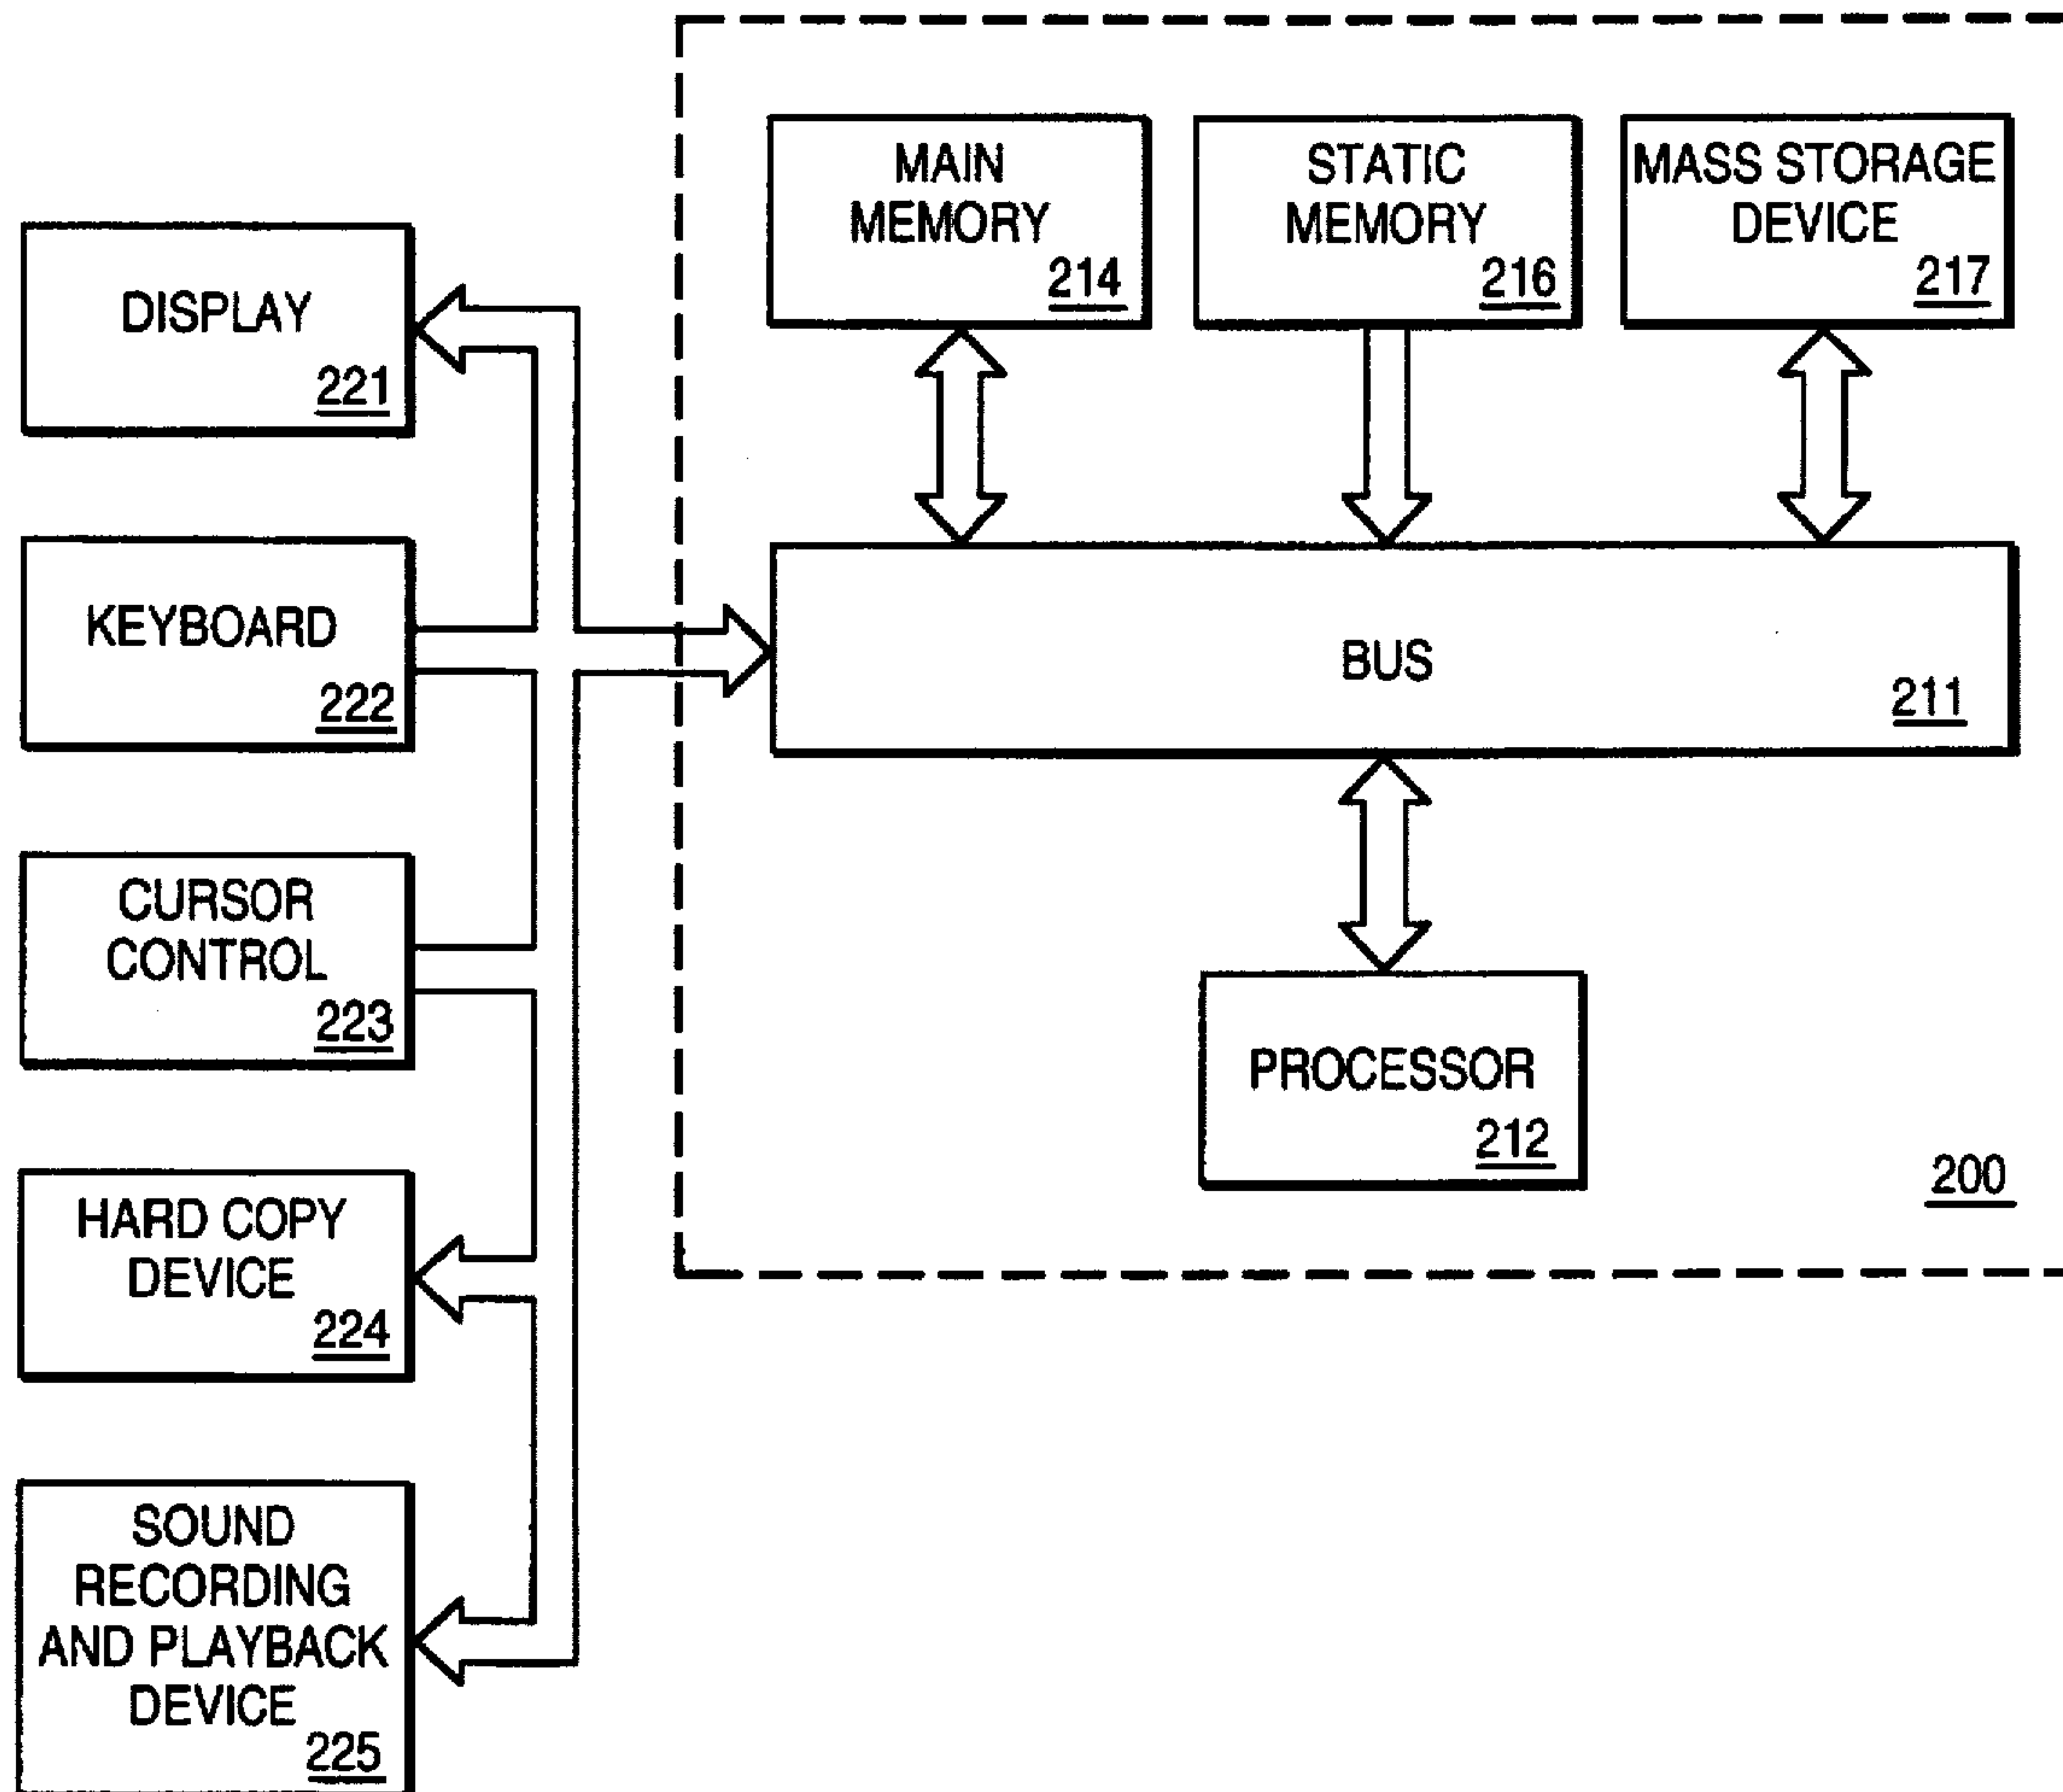 DISPLAY
221
KEYBOARD
222
CURSOR
CONTROL
223
HARD COPY
DEVICE
224
SOUND
RECORDING
AND PLAYBACK
DEVICE
225
MAIN
MEMORY
214
STATIC
MEMORY
216
MASS STORAGE
DEVICE
217
BUS
211
PROCESSOR
212
200